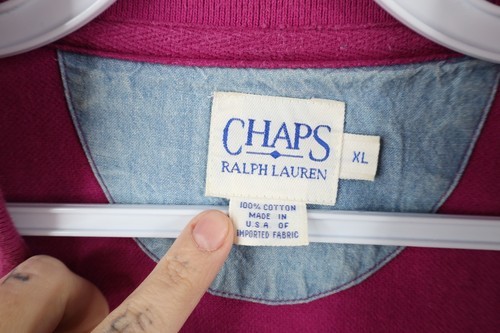 CHAPS
RALPH LAUREN
XL
100% COTTON
MADE IN
U.S.A OF
IMPORTED FABRIC